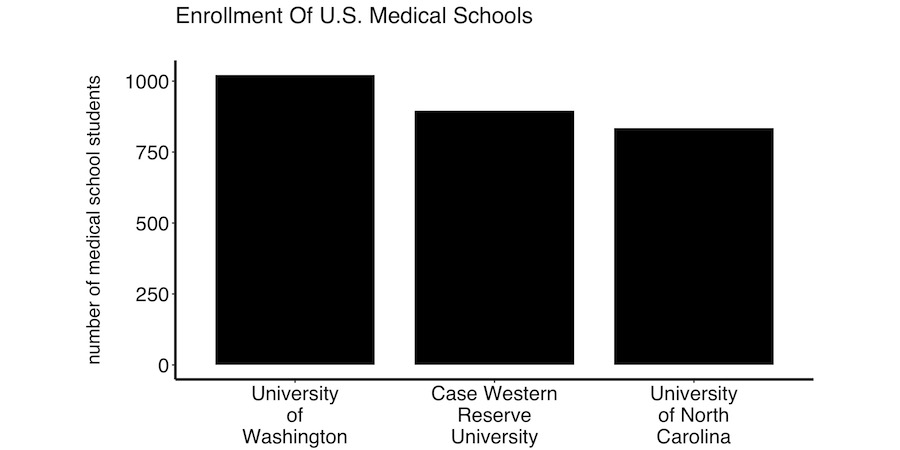 Enrollment Of U.S. Medical Schools
number of medical school students
1000
750
500
250
0
University
of
Washington
Case Western
Reserve
University
University
of North
Carolina